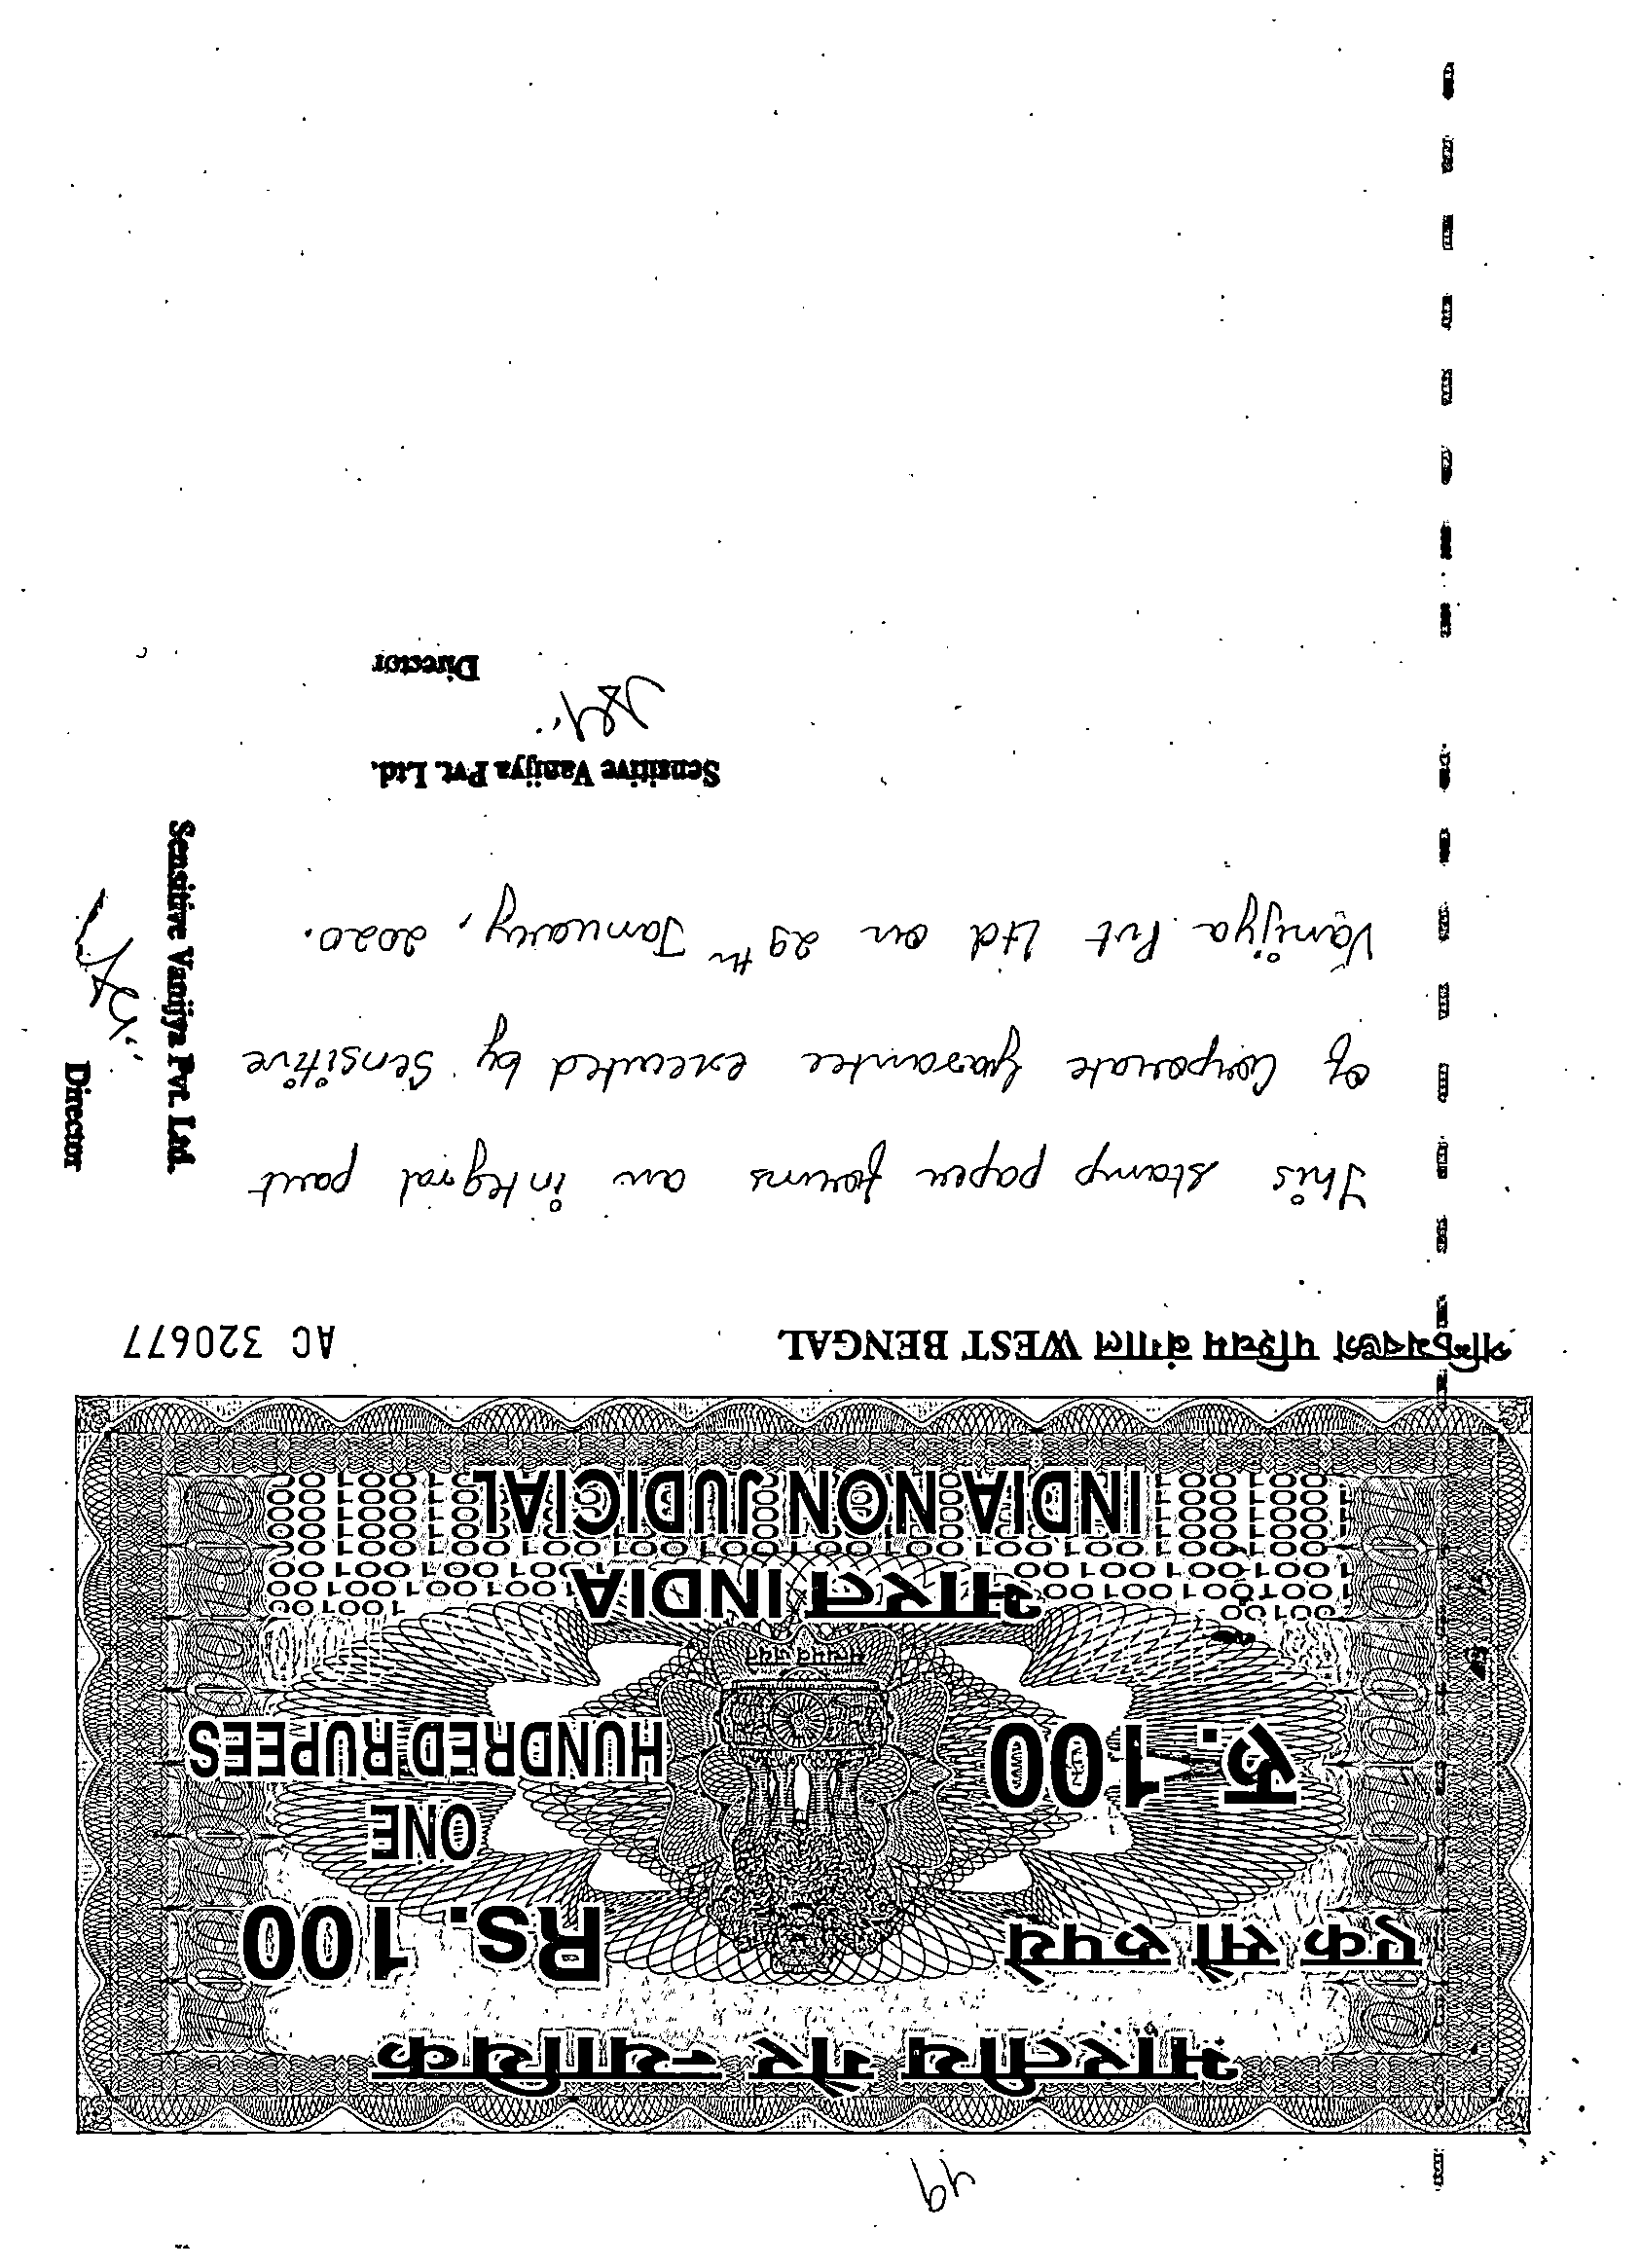 49
भारतीय गैर न्यायिक
एक सौ रुपये
Rs. 100
रु. 100
ONE
HUNDRED RUPEES
सत्यमेव जयते
भारत INDIA
INDIA NON JUDICIAL
পশ্চিমবঙ্গ पश्चिम बंगाल WEST BENGAL
AC 320677
This stamp paper forms an integral part
of Corporate guarantee executed by Sensitive
Vanijya Pvt Ltd on 29th January, 2020.
Sensitive Vanijya Pvt. Ltd.
Director
Sensitive Vanijya Pvt. Ltd.
Director